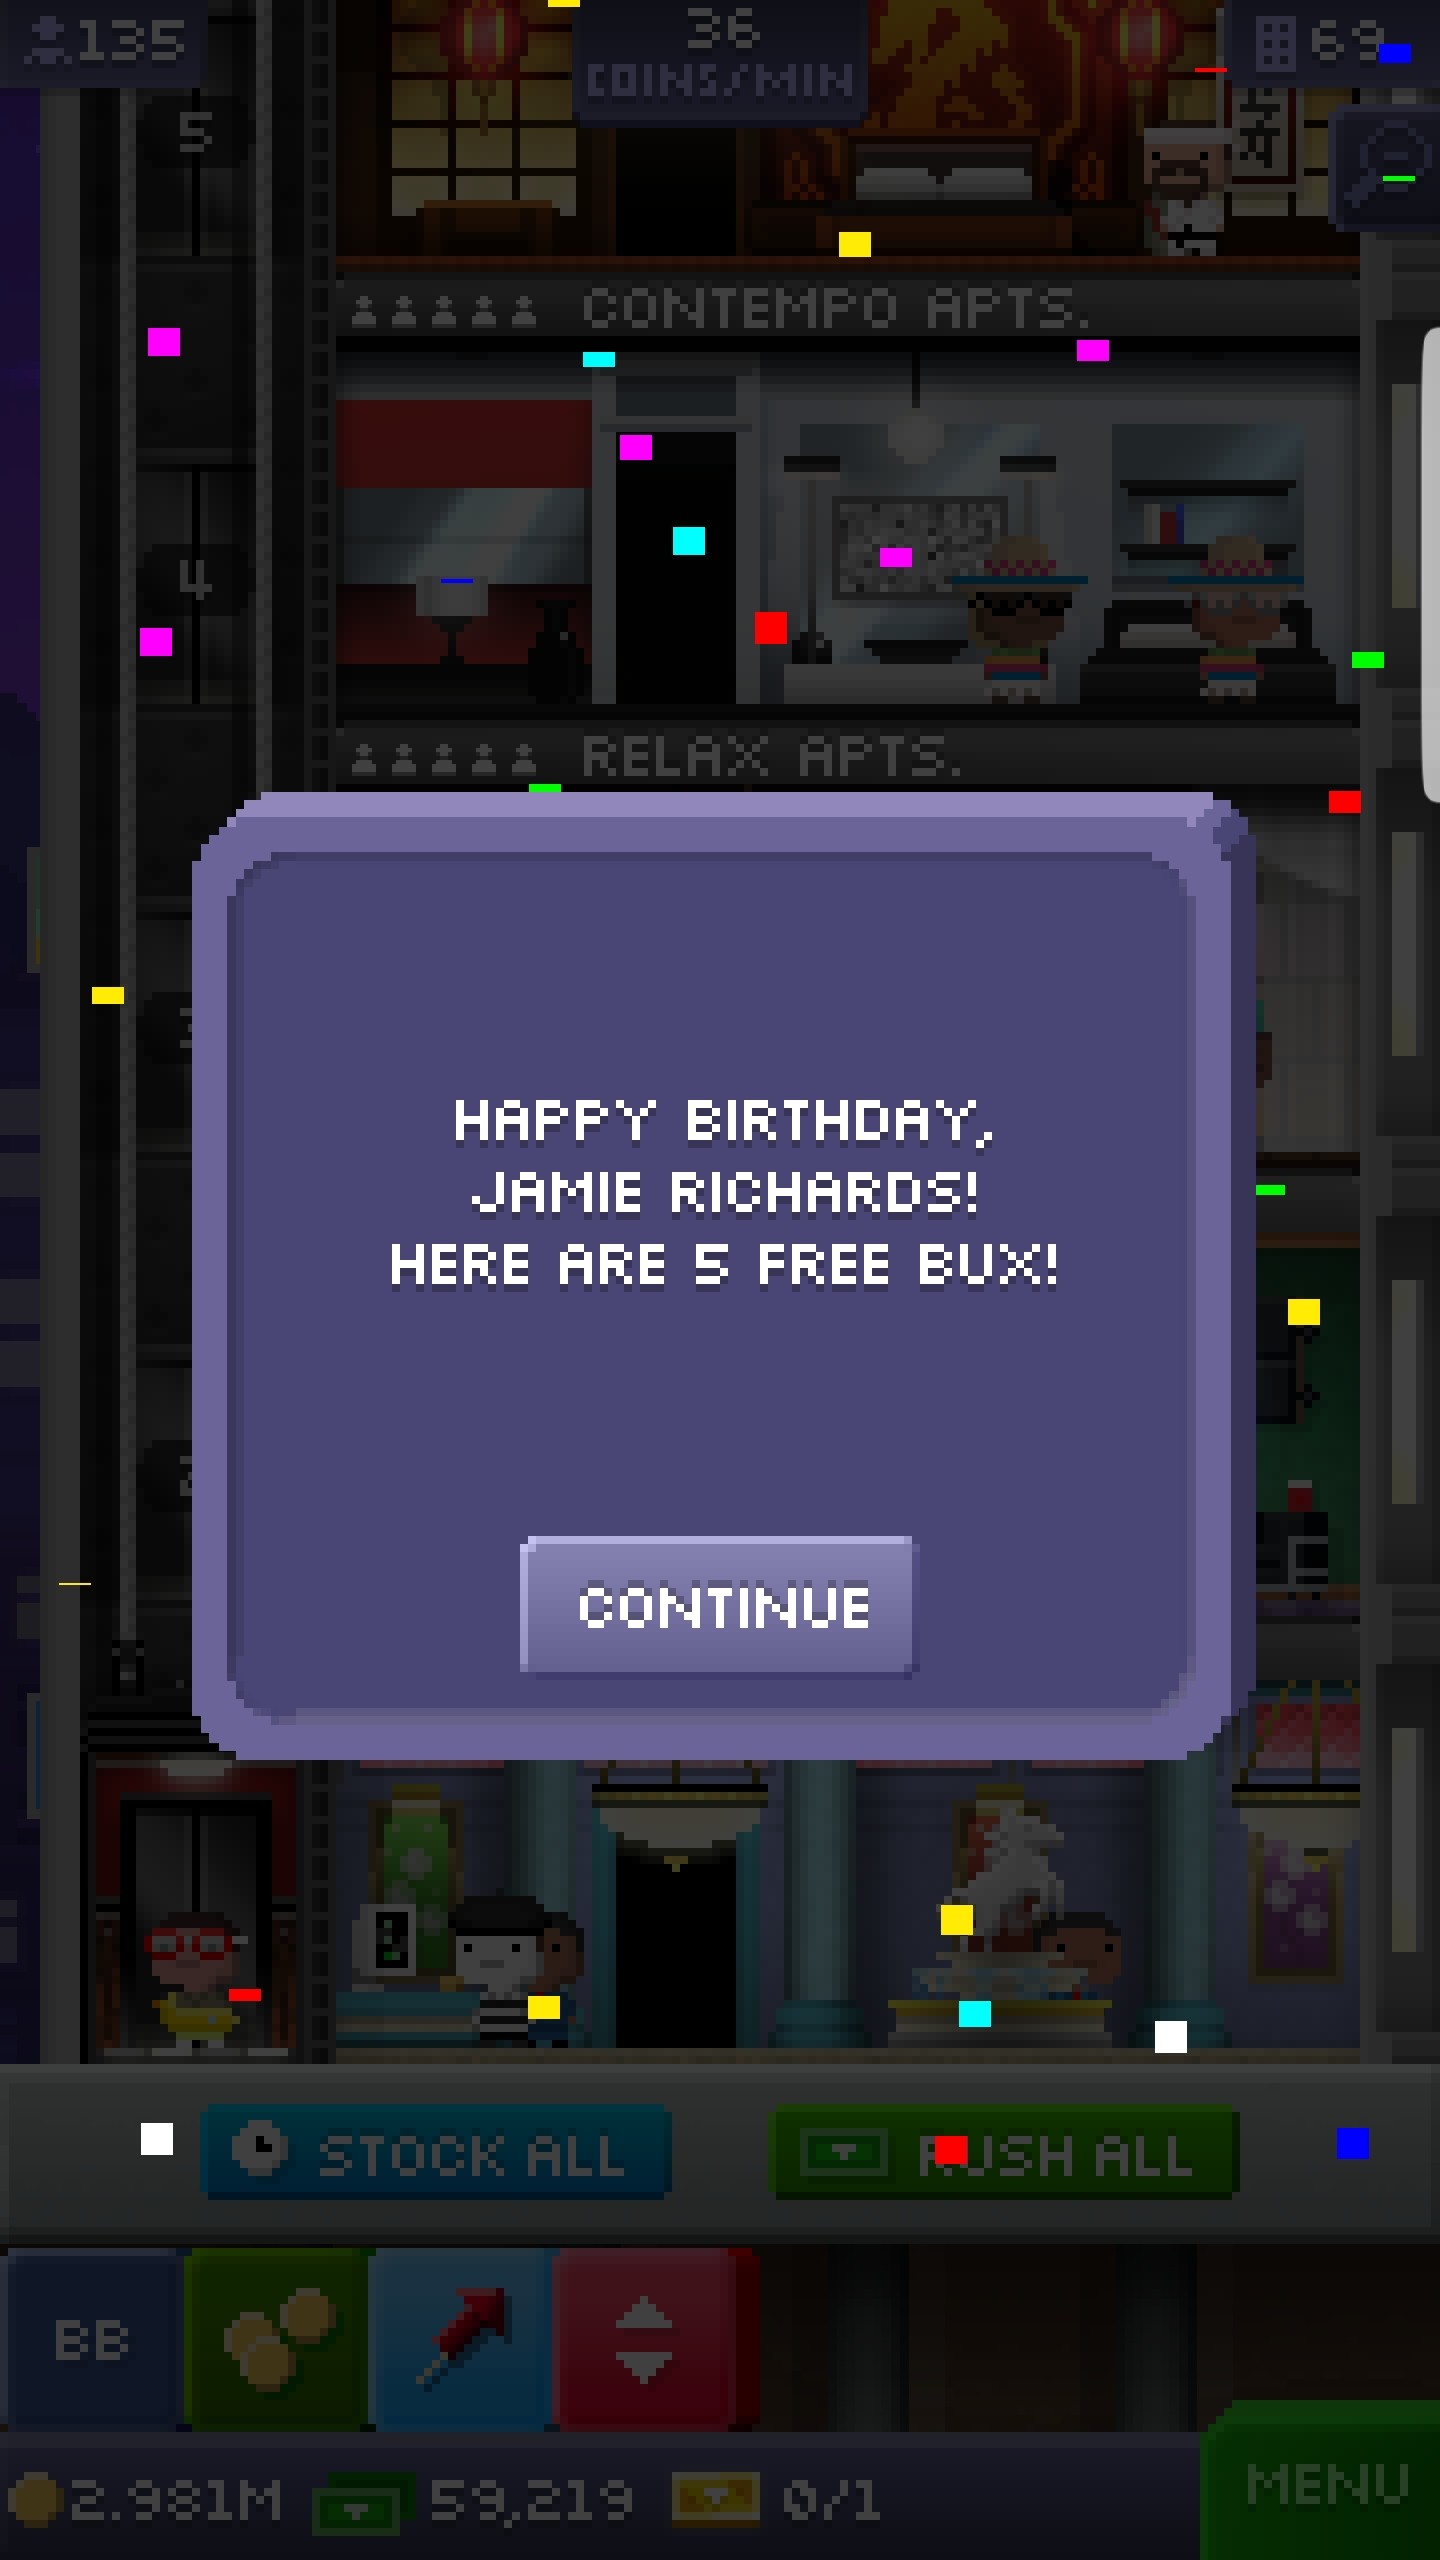 135
36
COINS/MIN
69
5
CONTEMPO APTS.
4
RELAX APTS.
HAPPY BIRTHDAY,
JAMIE RICHARDS!
HERE ARE 5 FREE BUX!
CONTINUE
STOCK ALL
RUSH ALL
BB
2.981M
59,219
0/1
MENU